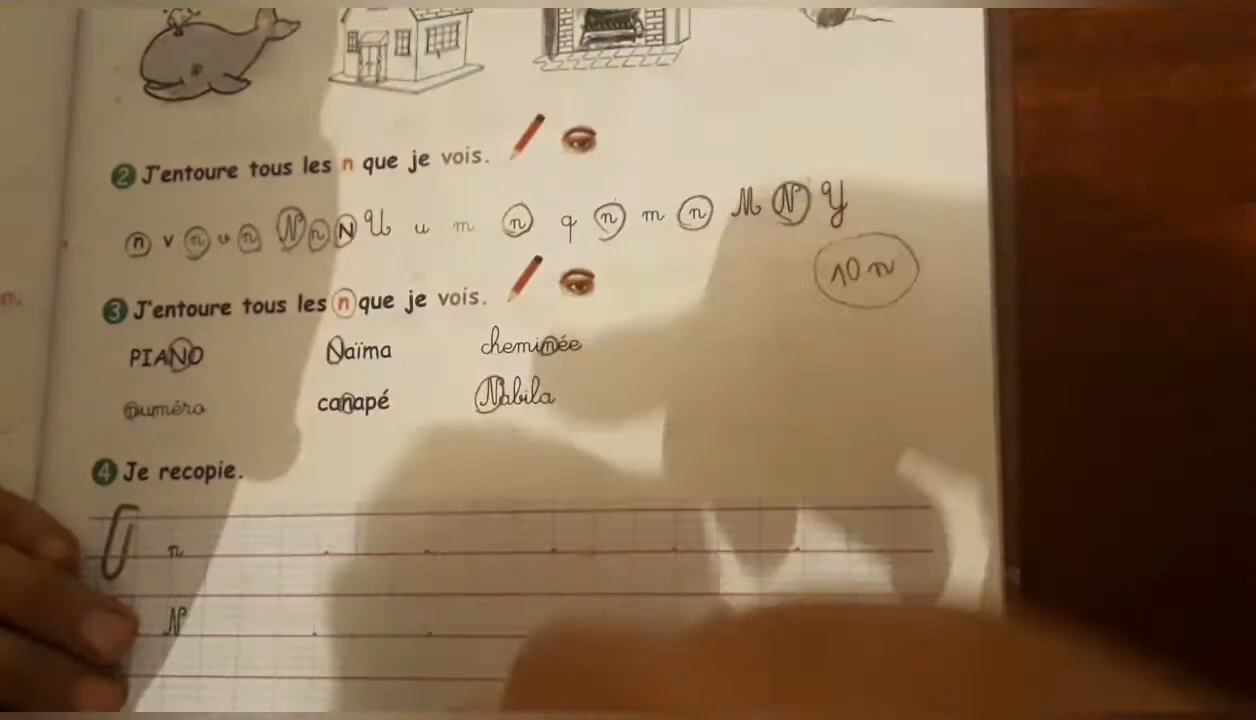 2 J'entoure tous les n que je vois.
n v n u n N n N U u m n q n m n M N Y
10 n
3 J'entoure tous les n que je vois.
PIANO Naïma cheminée
numéro canapé Nabila
4 Je recopie.
n
N